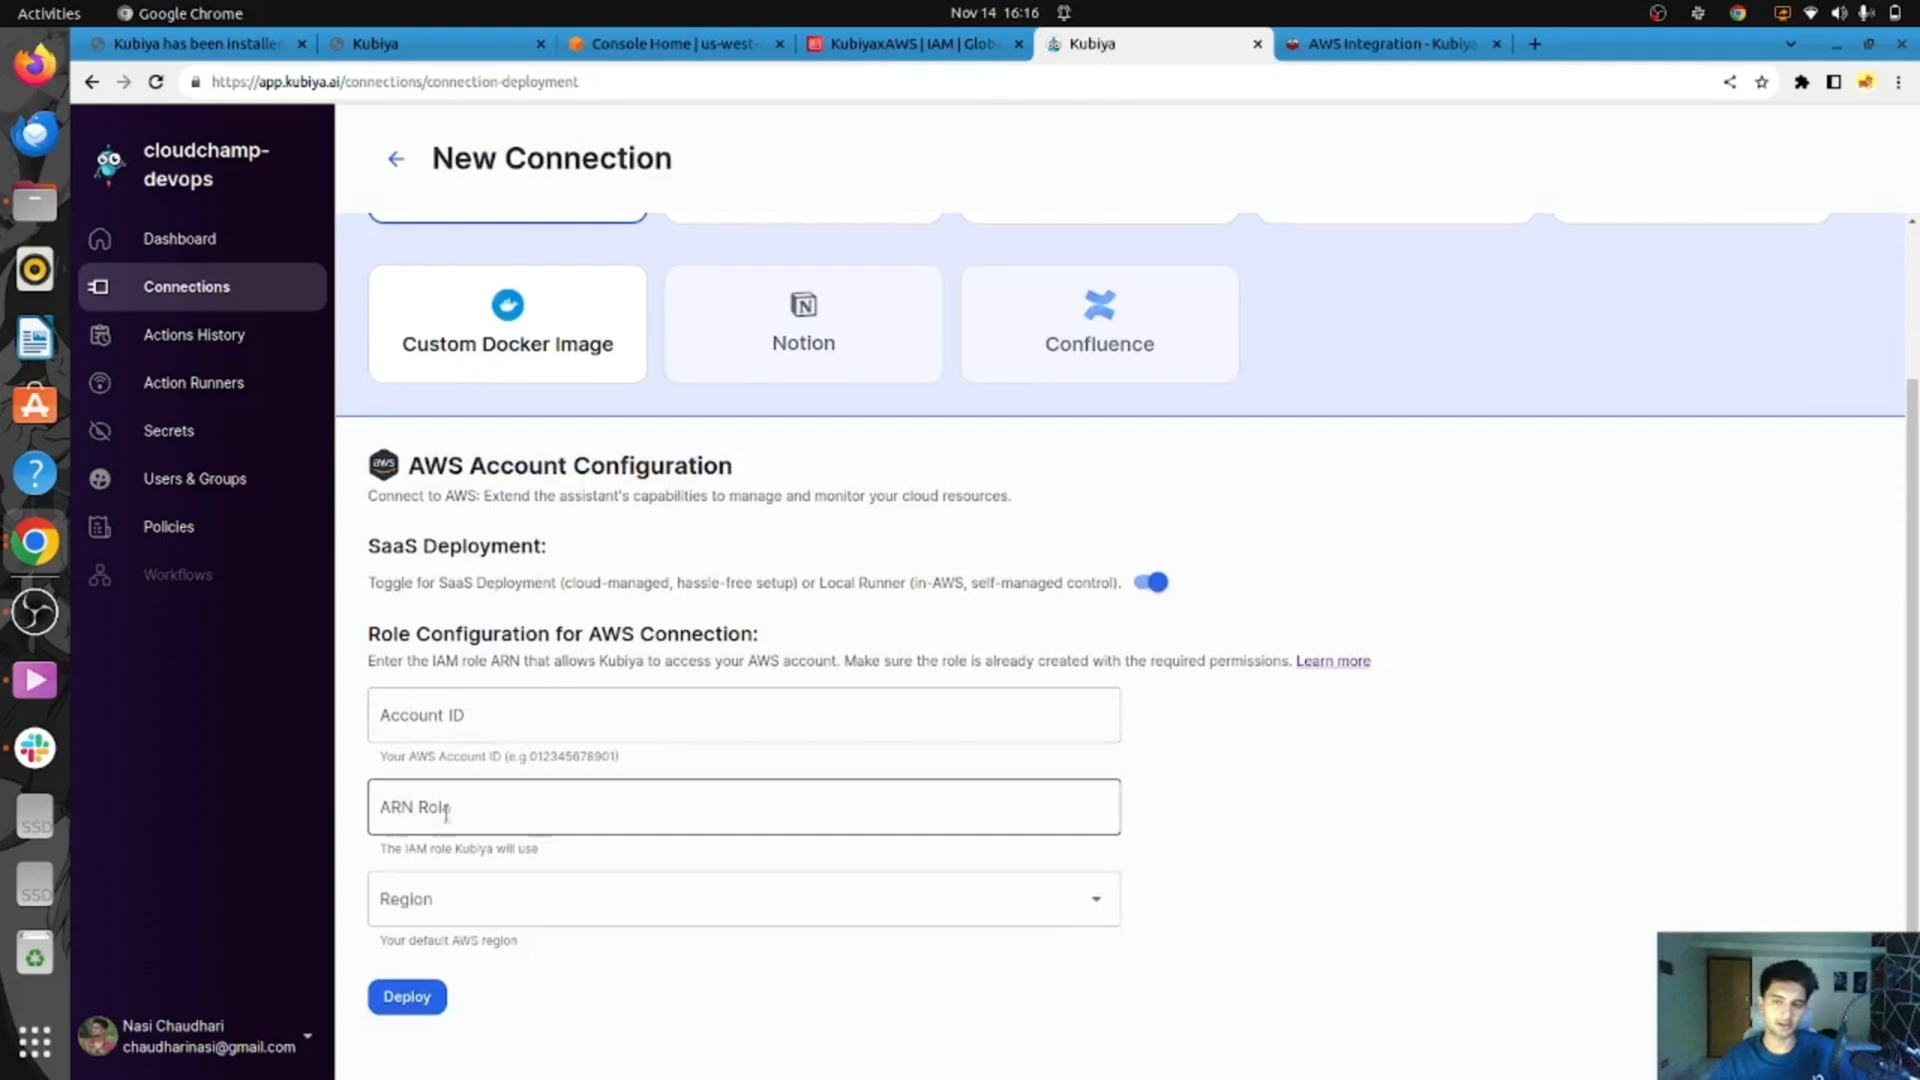 Activities
Google Chrome
Nov 14 16:16
Kubiya has been installe
Kubiya
Console Home | us-west-
KubiyaxAWS | IAM | Glob
Kubiya
AWS Integration - Kubiya
https://app.kubiya.ai/connections/connection-deployment
cloudchamp-
devops
Dashboard
Connections
Actions History
Action Runners
Secrets
Users & Groups
Policies
Workflows
Nasi Chaudhari
chaudharinasi@gmail.com
New Connection
Custom Docker Image
Notion
Confluence
aws
AWS Account Configuration
Connect to AWS: Extend the assistant's capabilities to manage and monitor your cloud resources.
SaaS Deployment:
Toggle for SaaS Deployment (cloud-managed, hassle-free setup) or Local Runner (in-AWS, self-managed control).
Role Configuration for AWS Connection:
Enter the IAM role ARN that allows Kubiya to access your AWS account. Make sure the role is already created with the required permissions. Learn more
Account ID
Your AWS Account ID (e.g 012345678901)
ARN Role
The IAM role Kubiya will use
Region
Your default AWS region
Deploy
SSD
SSD